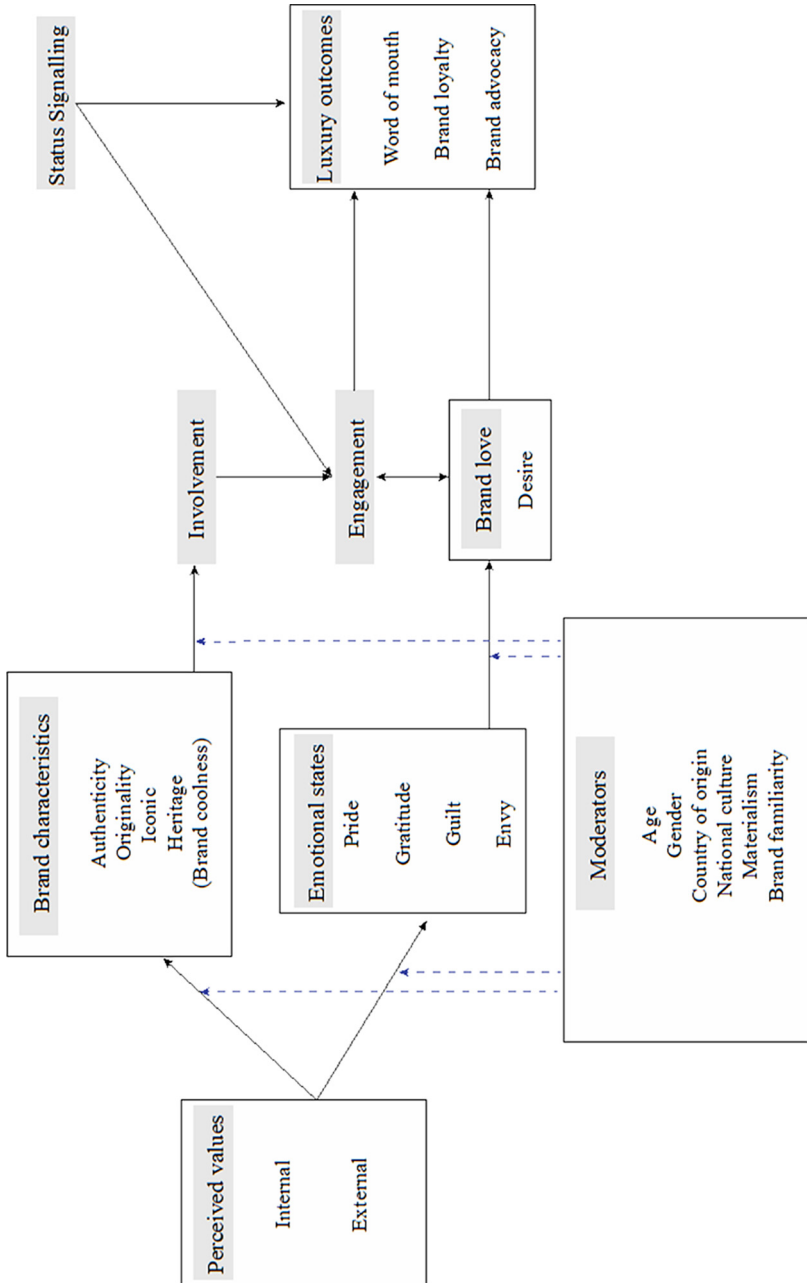 Perceived values
Internal
External
Brand characteristics
Authenticity
Originality
Iconic
Heritage
(Brand coolness)
Emotional states
Pride
Gratitude
Guilt
Envy
Moderators
Age
Gender
Country of origin
National culture
Materialism
Brand familiarity
Involvement
Engagement
Brand love
Desire
Status Signalling
Luxury outcomes
Word of mouth
Brand loyalty
Brand advocacy